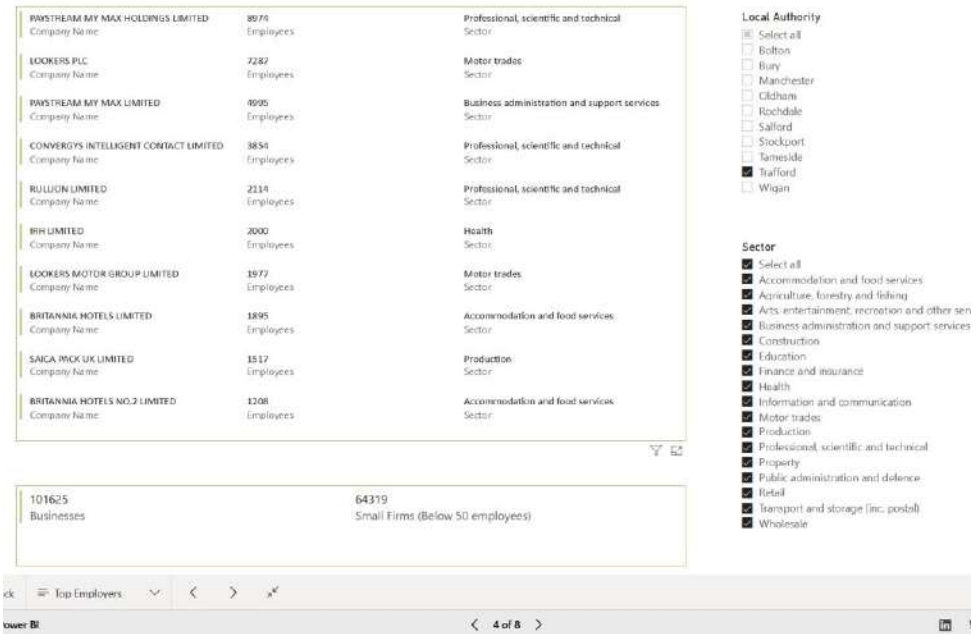 PAYSTREAM MY MAX HOLDINGS LIMITED 8974 Professional, scientific and technical
Company Name Employees Sector
LOOKERS PLC 7287 Motor trades
Company Name Employees Sector
PAYSTREAM MY MAX LIMITED 4995 Business administration and support services
Company Name Employees Sector
CONVERGYS INTELLIGENT CONTACT LIMITED 3854 Professional, scientific and technical
Company Name Employees Sector
RULLION LIMITED 2114 Professional, scientific and technical
Company Name Employees Sector
IRH LIMITED 2000 Health
Company Name Employees Sector
LOOKERS MOTOR GROUP LIMITED 1977 Motor trades
Company Name Employees Sector
BRITANNIA HOTELS LIMITED 1895 Accommodation and food services
Company Name Employees Sector
SAICA PACK UK LIMITED 1517 Production
Company Name Employees Sector
BRITANNIA HOTELS NO.2 LIMITED 1208 Accommodation and food services
Company Name Employees Sector
101625 64319
Businesses Small Firms (Below 50 employees)
Local Authority
Select all
Bolton
Bury
Manchester
Oldham
Rochdale
Salford
Stockport
Tameside
Trafford
Wigan
Sector
Select all
Accommodation and food services
Agriculture, forestry and fishing
Arts, entertainment, recreation and other ser
Business administration and support services
Construction
Education
Finance and insurance
Health
Information and communication
Motor trades
Production
Professional, scientific and technical
Property
Public administration and defence
Retail
Transport and storage (inc. postal)
Wholesale
ck Top Employers
ower BI 4 of 8 in